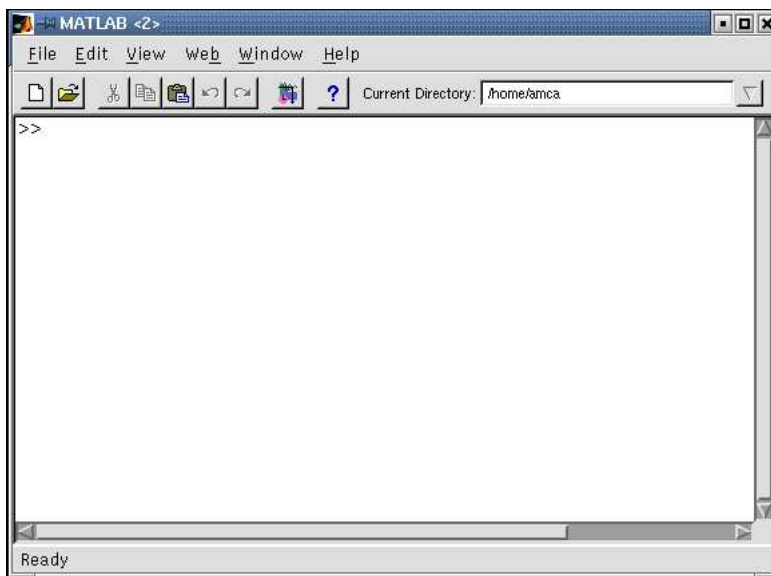 MATLAB <2>
File Edit View Web Window Help
? Current Directory: /home/amca
>>
Ready